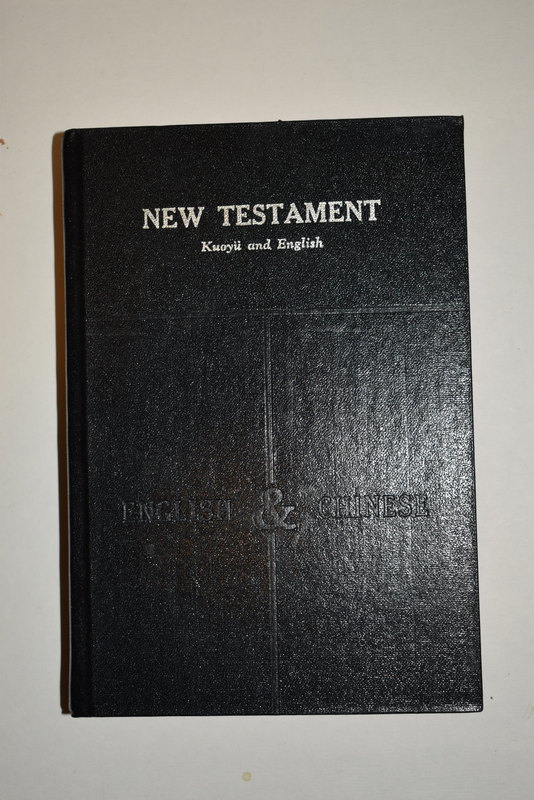 NEW TESTAMENT
Kuoyü and English
ENGLISH & CHINESE